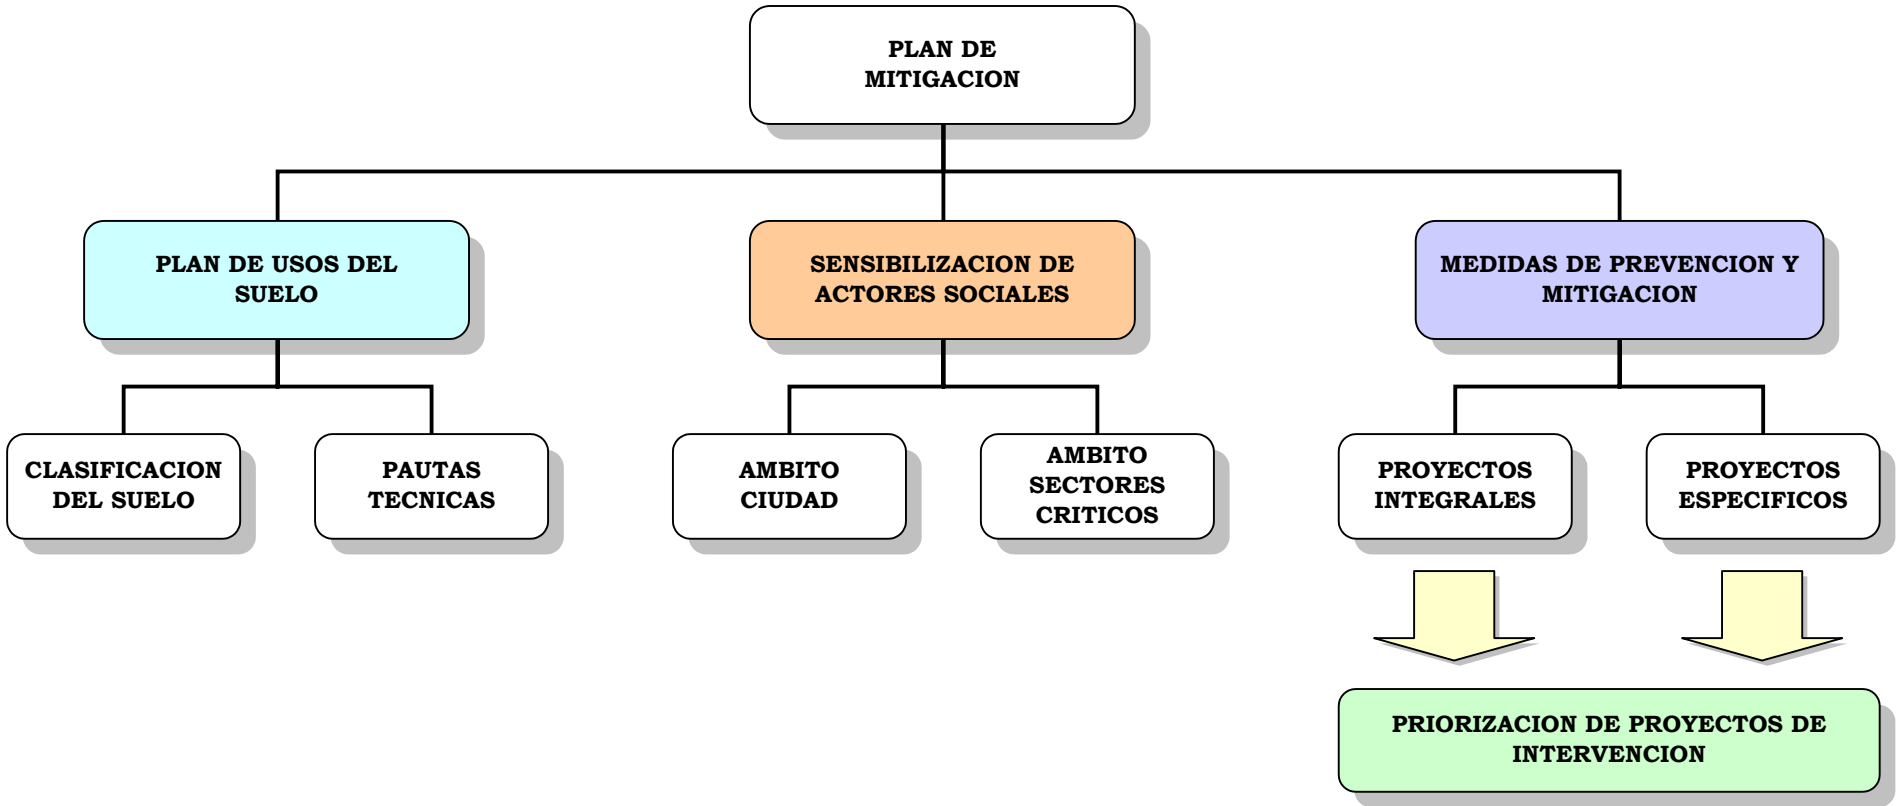 PLAN DE
MITIGACION
PLAN DE USOS DEL
SUELO
SENSIBILIZACION DE
ACTORES SOCIALES
MEDIDAS DE PREVENCION Y
MITIGACION
CLASIFICACION
DEL SUELO
PAUTAS
TECNICAS
AMBITO
CIUDAD
AMBITO
SECTORES
CRITICOS
PROYECTOS
INTEGRALES
PROYECTOS
ESPECIFICOS
PRIORIZACION DE PROYECTOS DE
INTERVENCION